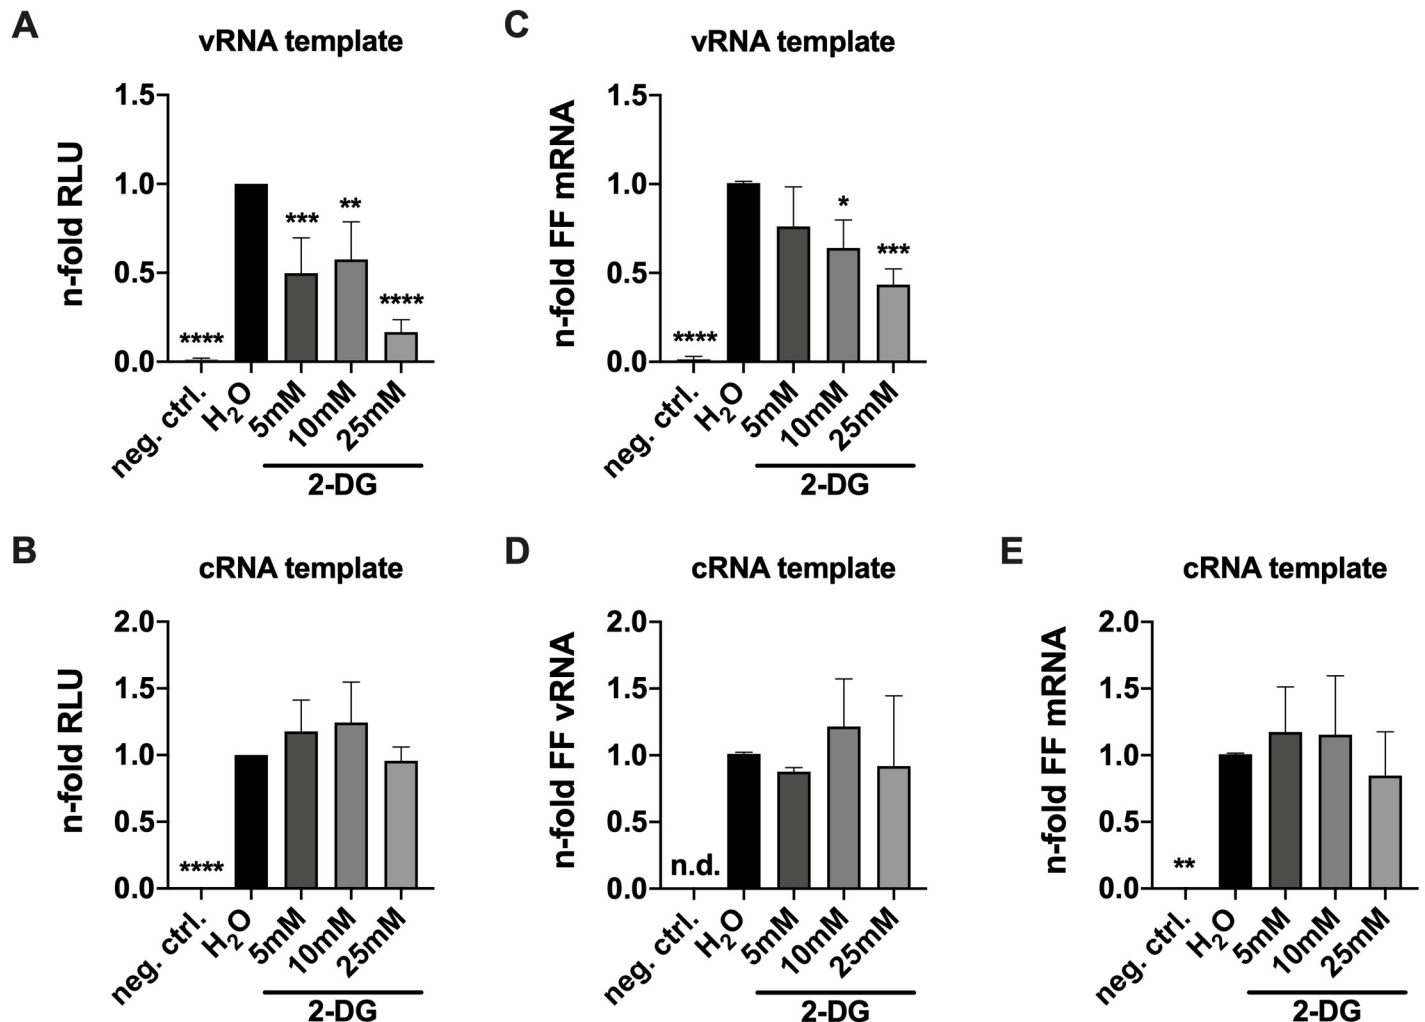 A
vRNA template
n-fold RLU
1.5
1.0
0.5
0.0
****
***
**
****
neg. ctrl.
H₂O
5mM
10mM
25mM
2-DG
C
vRNA template
n-fold FF mRNA
1.5
1.0
0.5
0.0
****
*
***
neg. ctrl.
H₂O
5mM
10mM
25mM
2-DG
B
cRNA template
n-fold RLU
2.0
1.5
1.0
0.5
0.0
****
neg. ctrl.
H₂O
5mM
10mM
25mM
2-DG
D
cRNA template
n-fold FF vRNA
2.0
1.5
1.0
0.5
0.0
n.d.
neg. ctrl.
H₂O
5mM
10mM
25mM
2-DG
E
cRNA template
n-fold FF mRNA
2.0
1.5
1.0
0.5
0.0
**
neg. ctrl.
H₂O
5mM
10mM
25mM
2-DG